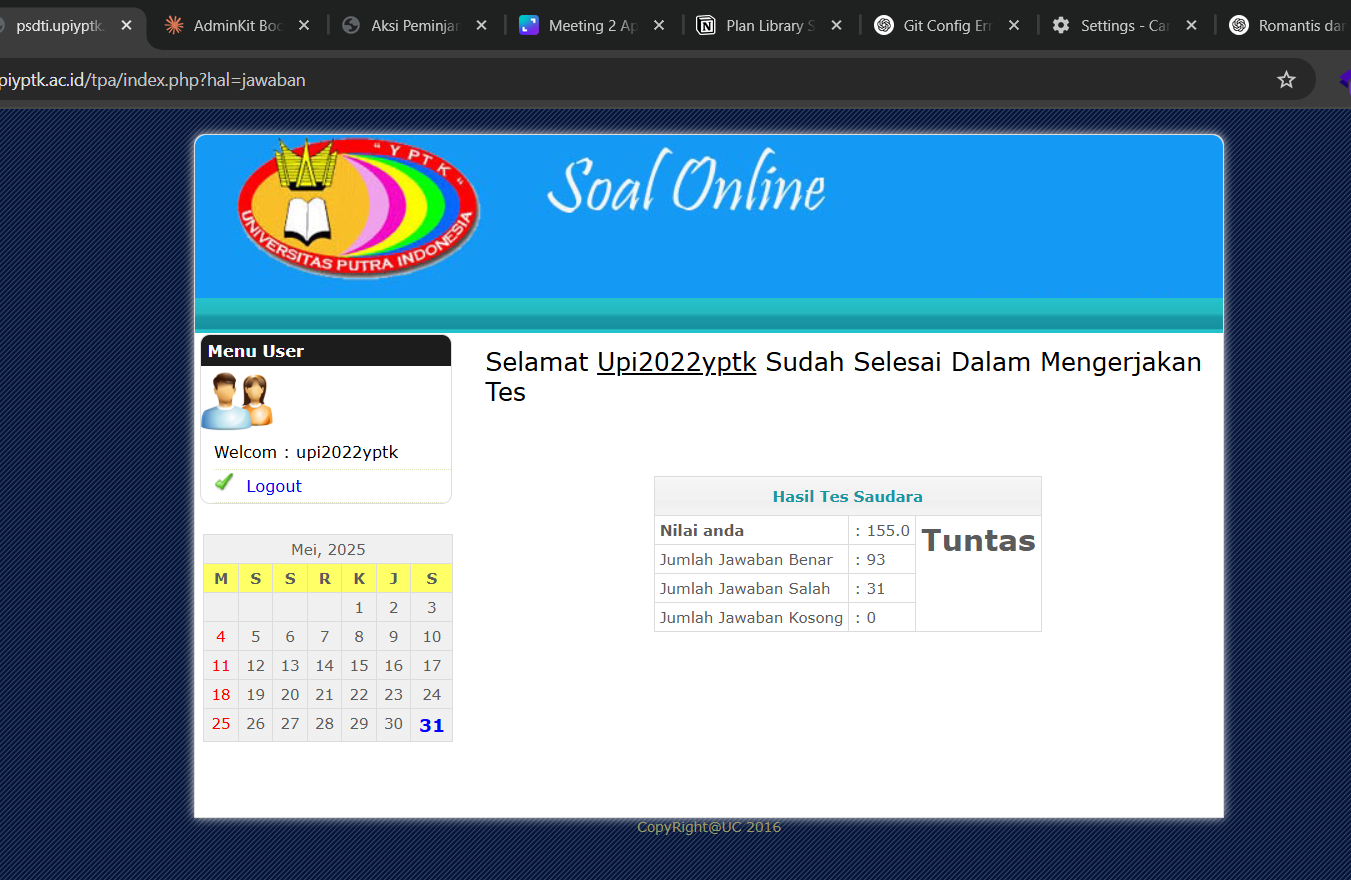 psdti.upiyptk.
AdminKit Boo
Aksi Peminja
Meeting 2 Ap
Plan Library S
Git Config Err
Settings - Car
Romantis dar
piyptk.ac.id/tpa/index.php?hal=jawaban
" Y P T K "
UNIVERSITAS PUTRA INDONESIA
Soal Online
Menu User
Welcom : upi2022yptk
Logout
Mei, 2025
M S S R K J S
1 2 3
4 5 6 7 8 9 10
11 12 13 14 15 16 17
18 19 20 21 22 23 24
25 26 27 28 29 30 31
Selamat Upi2022yptk Sudah Selesai Dalam Mengerjakan
Tes
Hasil Tes Saudara
Nilai anda : 155.0 Tuntas
Jumlah Jawaban Benar : 93
Jumlah Jawaban Salah : 31
Jumlah Jawaban Kosong : 0
CopyRight@UC 2016